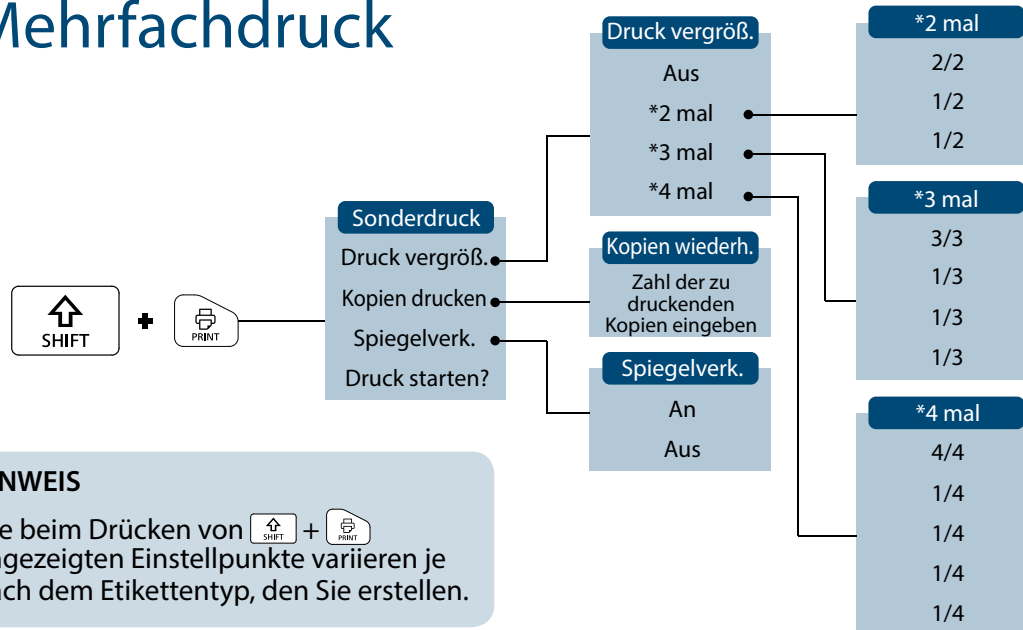 Mehrfachdruck
SHIFT
+
PRINT
Sonderdruck
Druck vergröß.
Kopien drucken
Spiegelverk.
Druck starten?
Druck vergröß.
Aus
*2 mal
*3 mal
*4 mal
Kopien wiederh.
Zahl der zu
druckenden
Kopien eingeben
Spiegelverk.
An
Aus
*2 mal
2/2
1/2
1/2
*3 mal
3/3
1/3
1/3
1/3
*4 mal
4/4
1/4
1/4
1/4
1/4
NWEIS
e beim Drücken von SHIFT + PRINT
ngezeigten Einstellpunkte variieren je
ach dem Etikettentyp, den Sie erstellen.